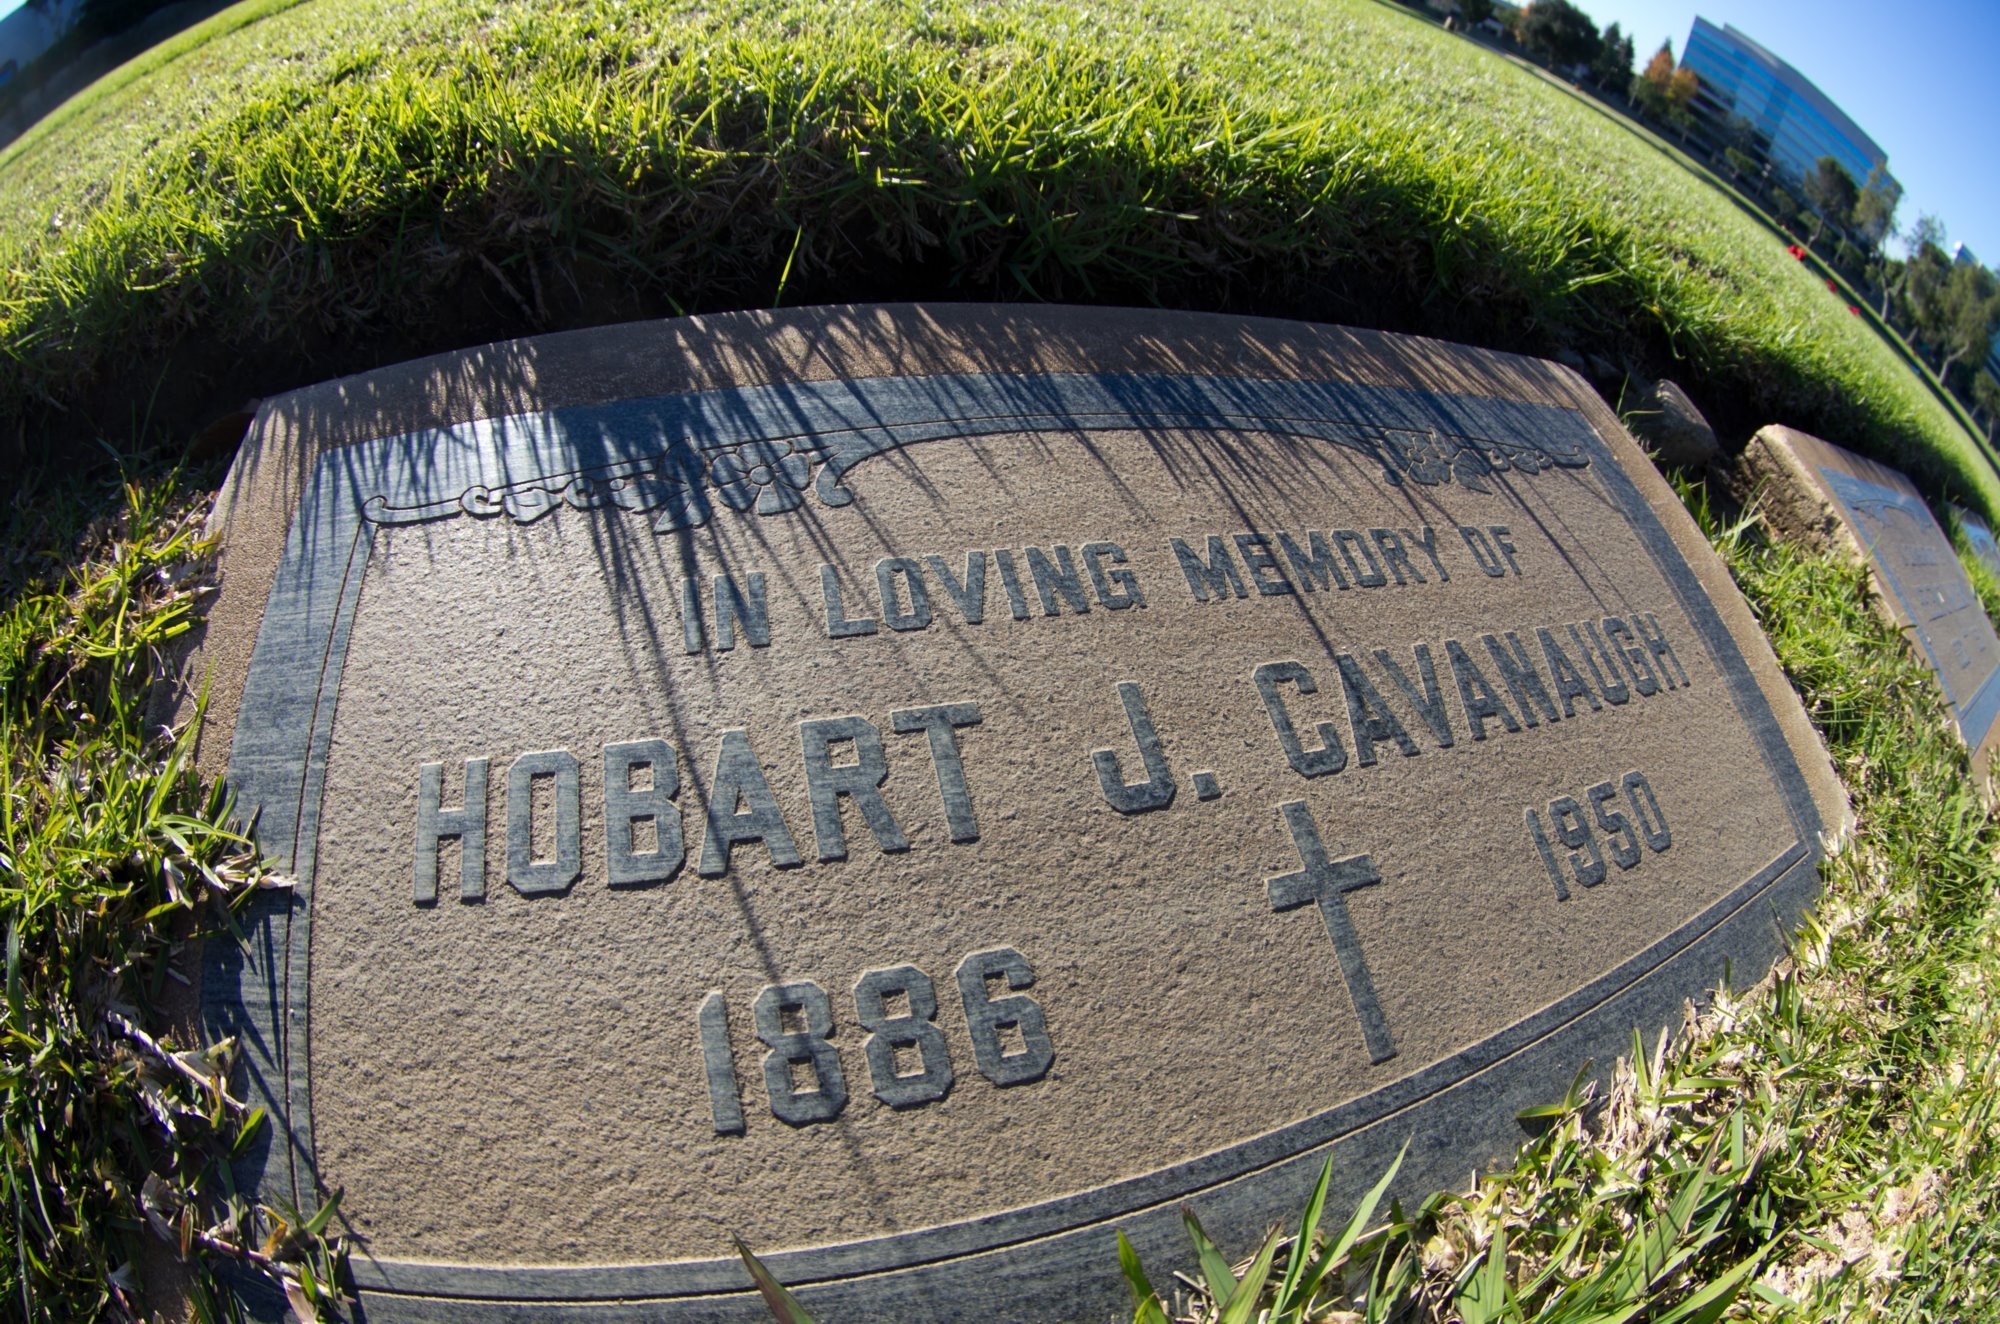 IN LOVING MEMORY OF
HOBART J. CAVANAUGH
1886 1950